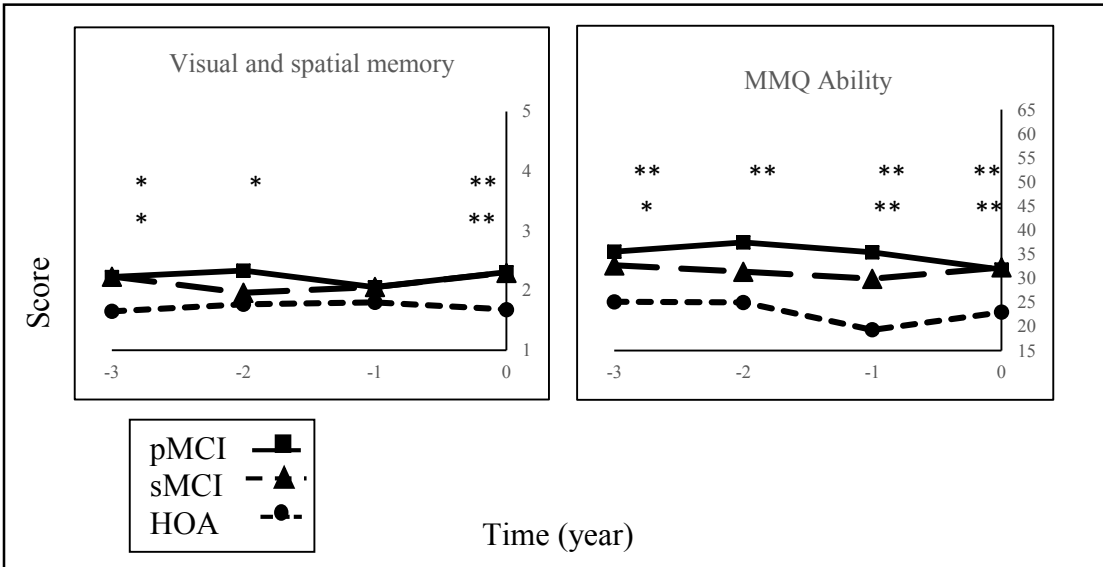 Visual and spatial memory
5
4
3
2
1
* * **
* **
-3 -2 -1 0
MMQ Ability
65
60
55
50
45
40
35
30
25
20
15
** ** ** **
* ** **
-3 -2 -1 0
Score
Time (year)
pMCI
sMCI
HOA